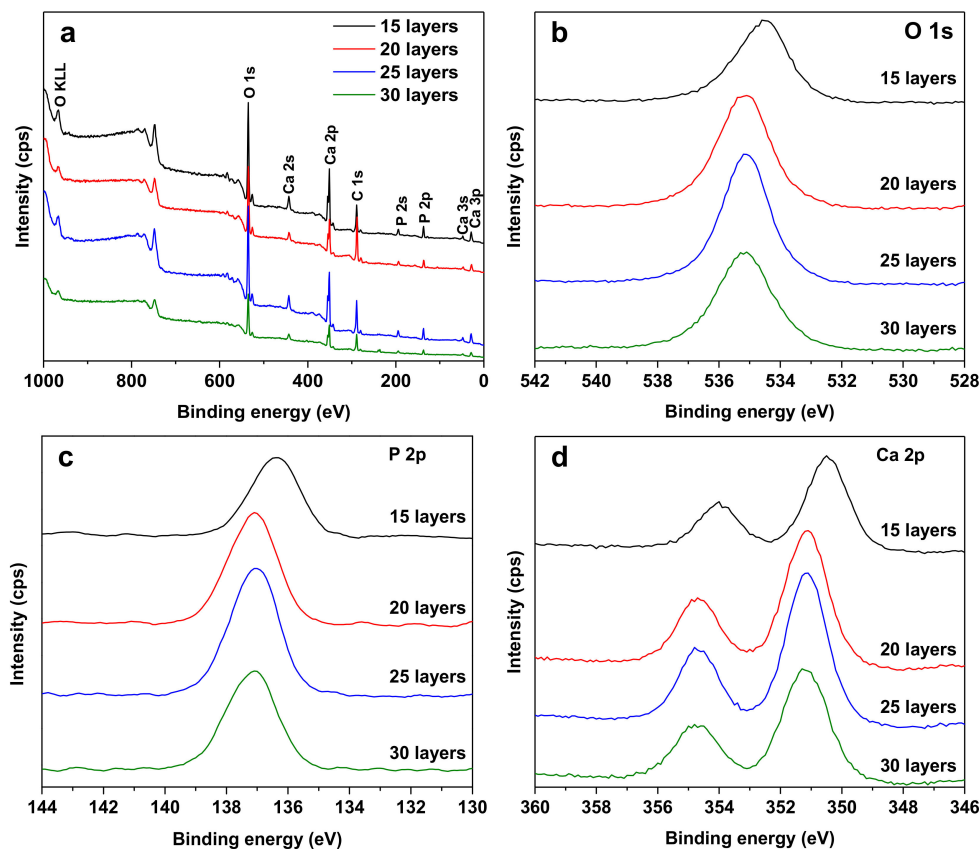 a
15 layers
20 layers
25 layers
30 layers
O KLL
O 1s
Ca 2s
Ca 2p
C 1s
P 2s
P 2p
Ca 3s
Ca 3p
Intensity (cps)
1000 800 600 400 200 0
Binding energy (eV)
b
O 1s
15 layers
20 layers
25 layers
30 layers
Intensity (cps)
542 540 538 536 534 532 530 528
Binding energy (eV)
c
P 2p
15 layers
20 layers
25 layers
30 layers
Intensity (cps)
144 142 140 138 136 134 132 130
Binding energy (eV)
d
Ca 2p
15 layers
20 layers
25 layers
30 layers
Intensity (cps)
360 358 356 354 352 350 348 346
Binding energy (eV)